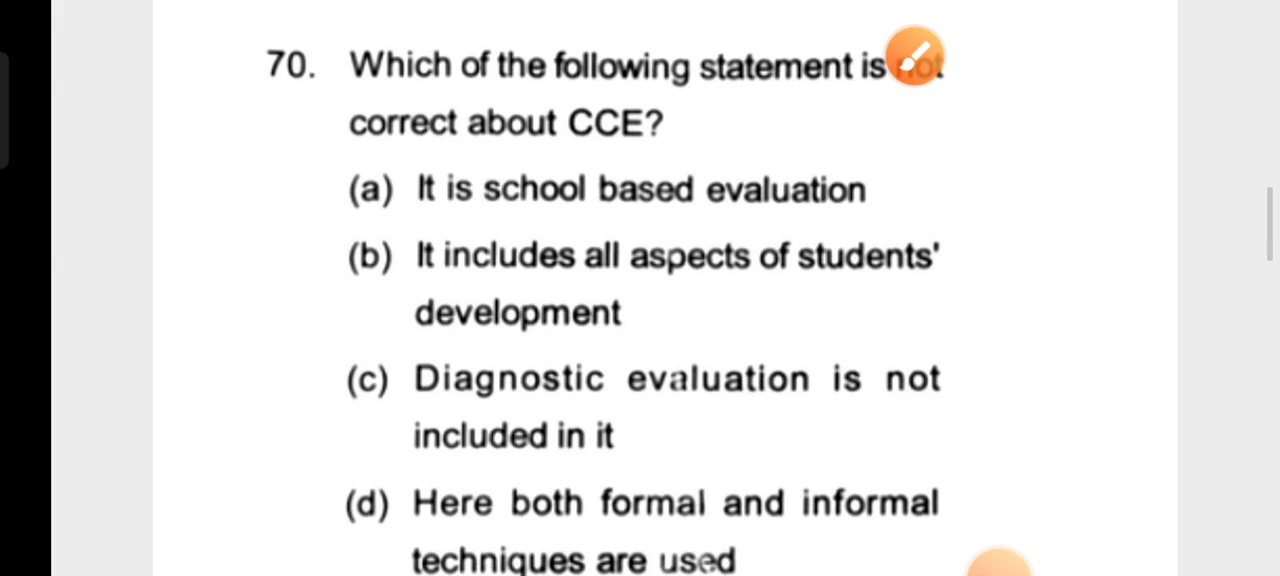 70. Which of the following statement is not
correct about CCE?
(a) It is school based evaluation
(b) It includes all aspects of students'
development
(c) Diagnostic evaluation is not
included in it
(d) Here both formal and informal
techniques are used